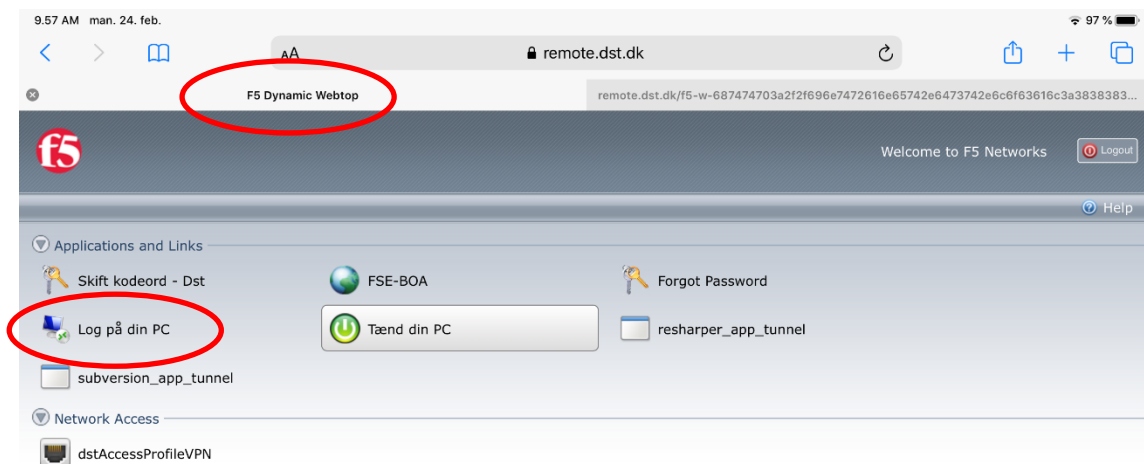 9.57 AM man. 24. feb. 97 %
AA remote.dst.dk
F5 Dynamic Webtop remote.dst.dk/f5-w-687474703a2f2f696e7472616e65742e6473742e6c6f63616c3a3838383...
f5 Welcome to F5 Networks Logout
Help
Applications and Links
Skift kodeord - Dst FSE-BOA Forgot Password
Log på din PC Tænd din PC resharper_app_tunnel
subversion_app_tunnel
Network Access
dstAccessProfileVPN